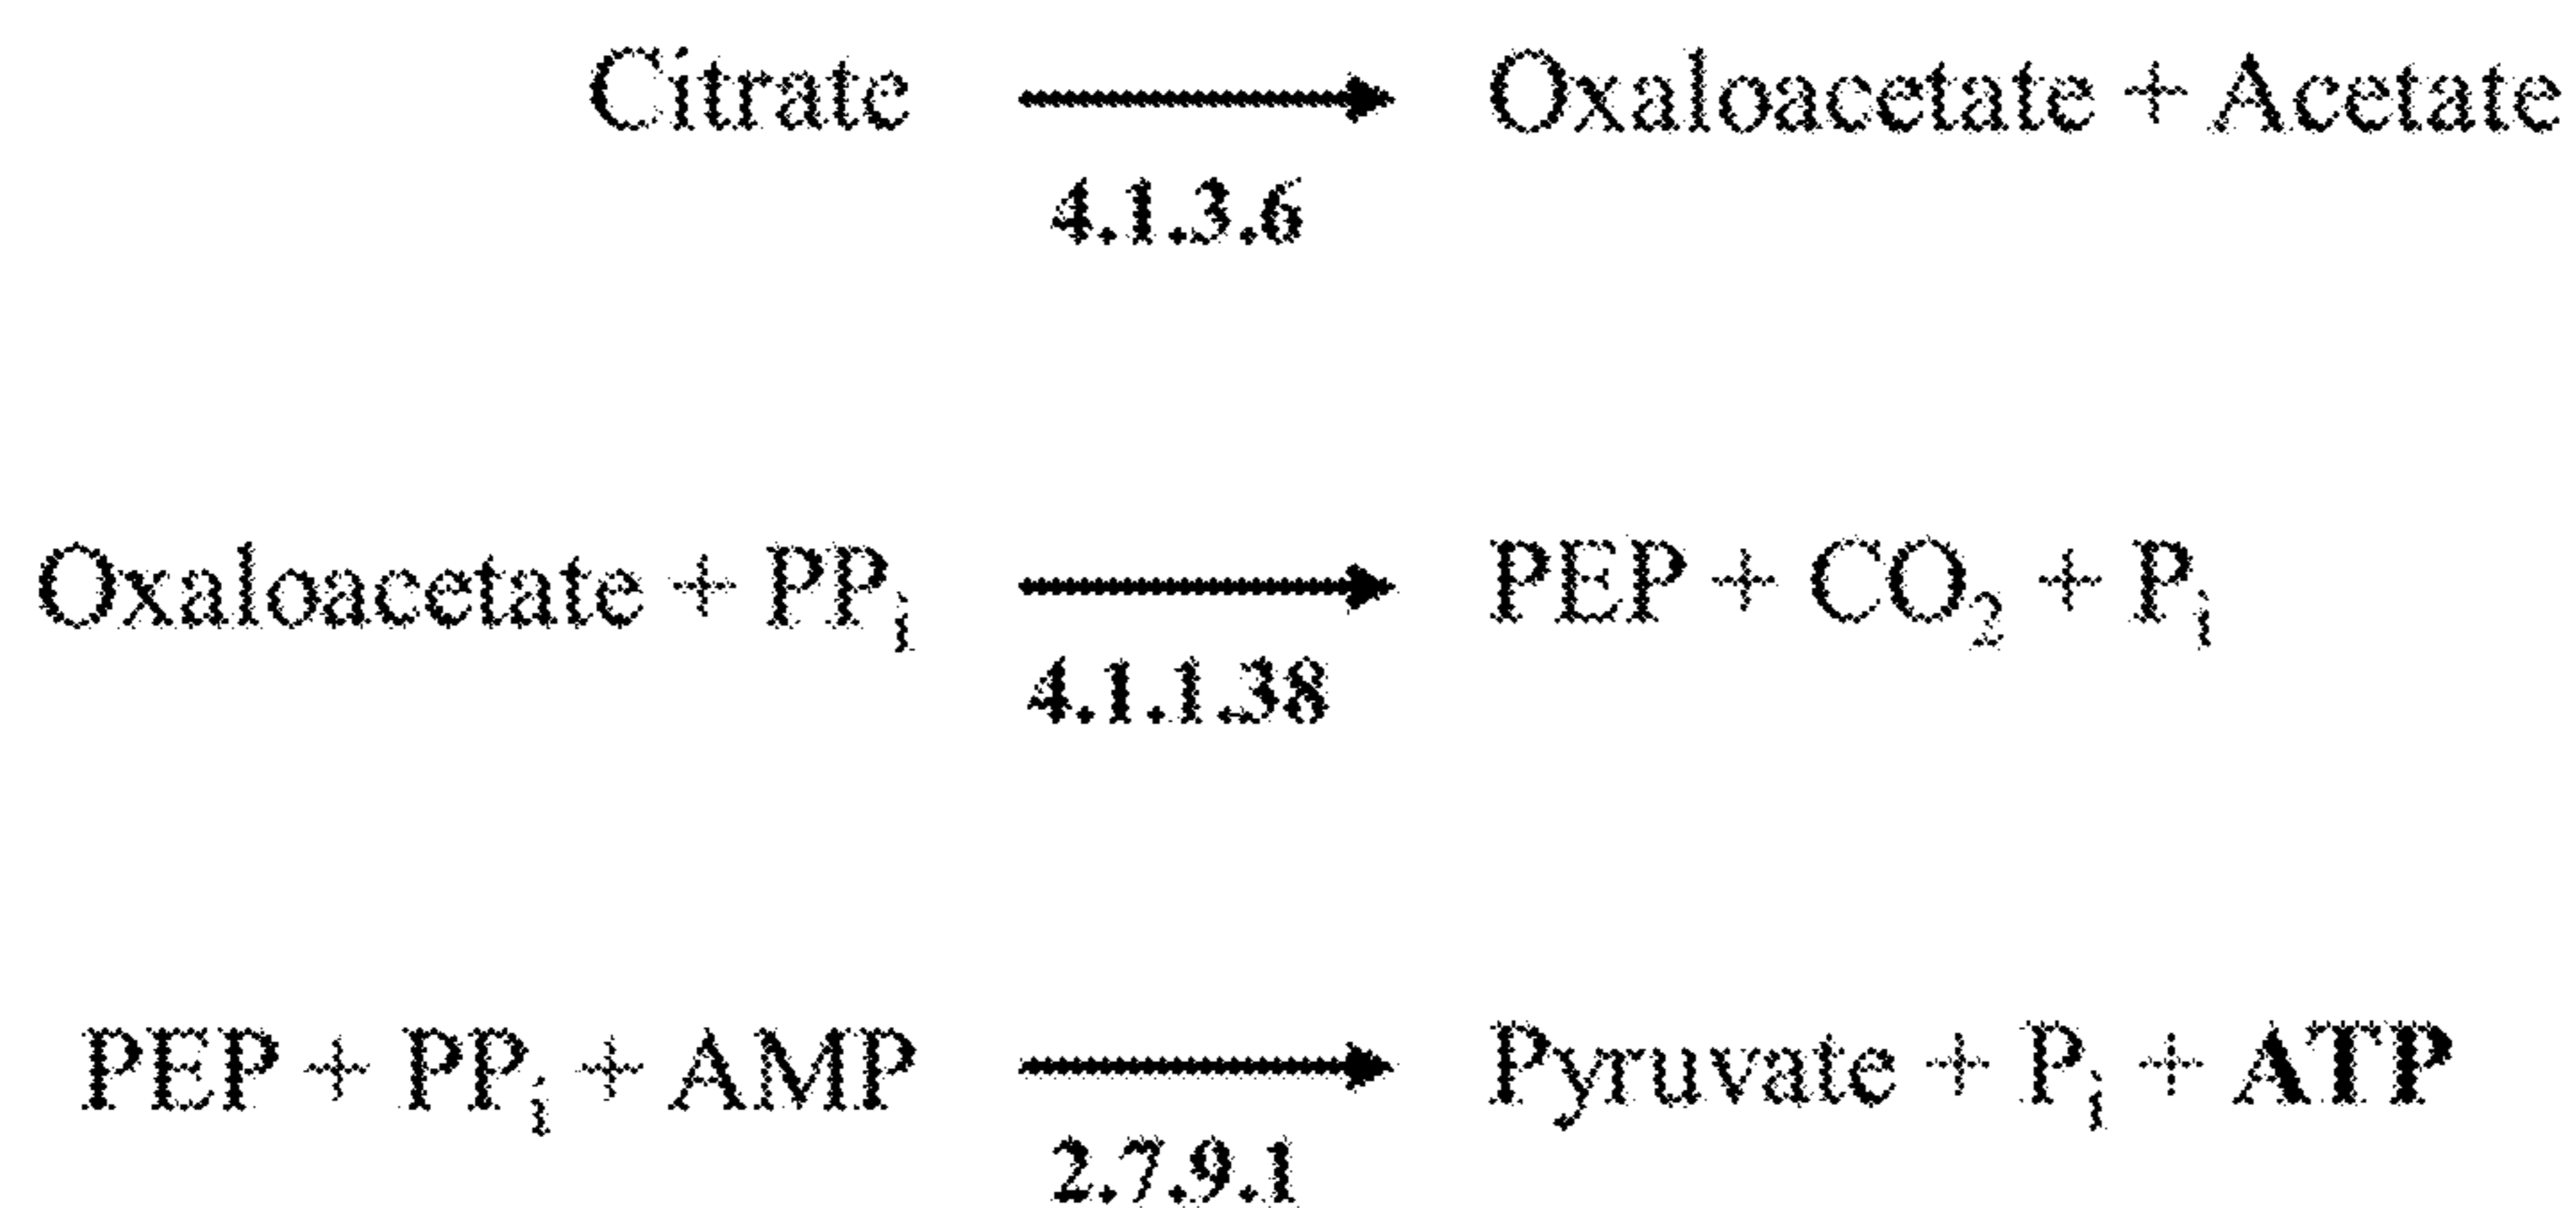 Citrate → Oxaloacetate + Acetate
4.1.3.6
Oxaloacetate + PPi → PEP + CO2 + Pi
4.1.1.38
PEP + PPi + AMP → Pyruvate + Pi + ATP
2.7.9.1